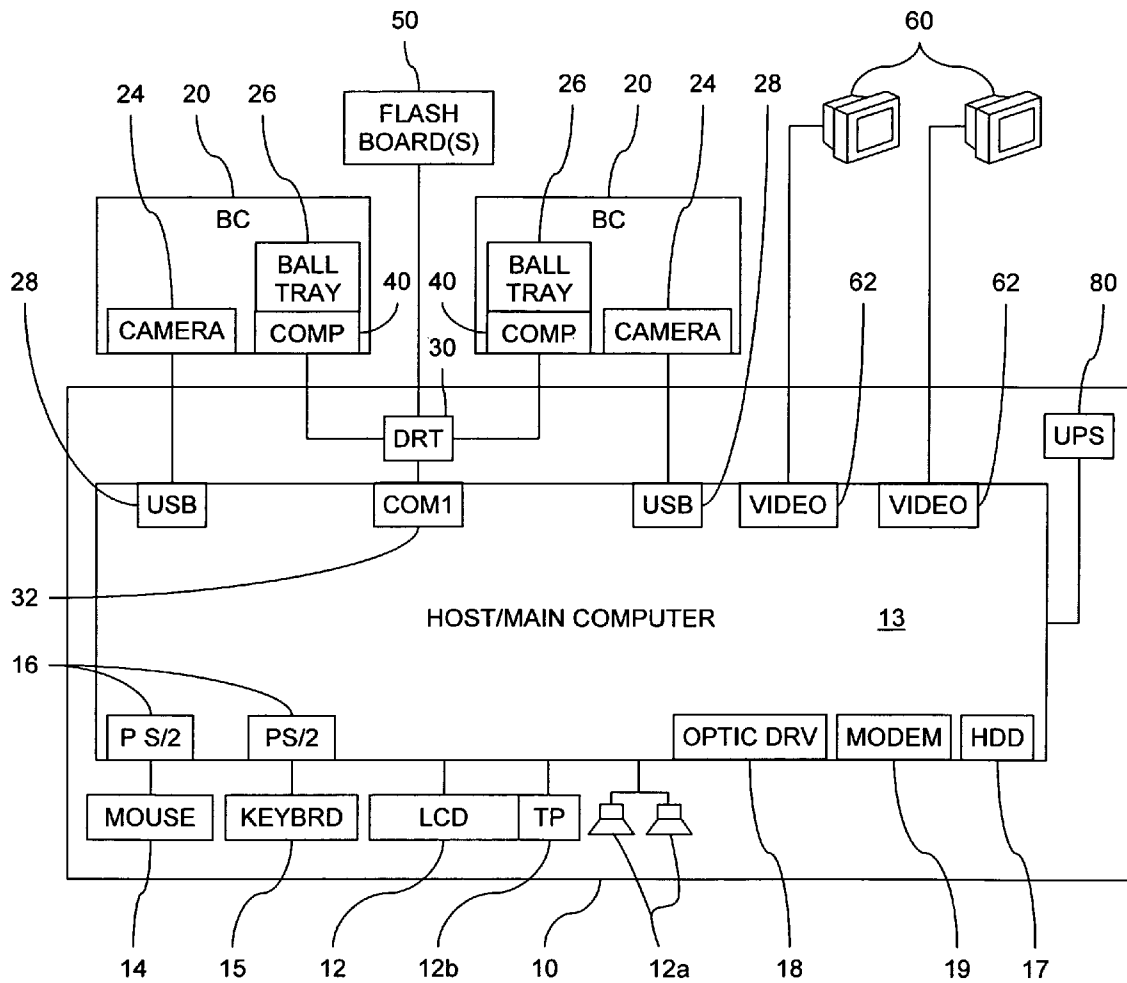 50
60
24
20
26
26
20
24
28
FLASH
BOARD(S)
BC
BC
BALL
TRAY
BALL
TRAY
28
40
40
62
62
80
CAMERA
COMP
COMP
CAMERA
30
DRT
UPS
USB
COM1
USB
VIDEO
VIDEO
32
HOST/MAIN COMPUTER
13
16
P S/2
PS/2
OPTIC DRV
MODEM
HDD
MOUSE
KEYBRD
LCD
TP
14
15
12
12b
10
12a
18
19
17